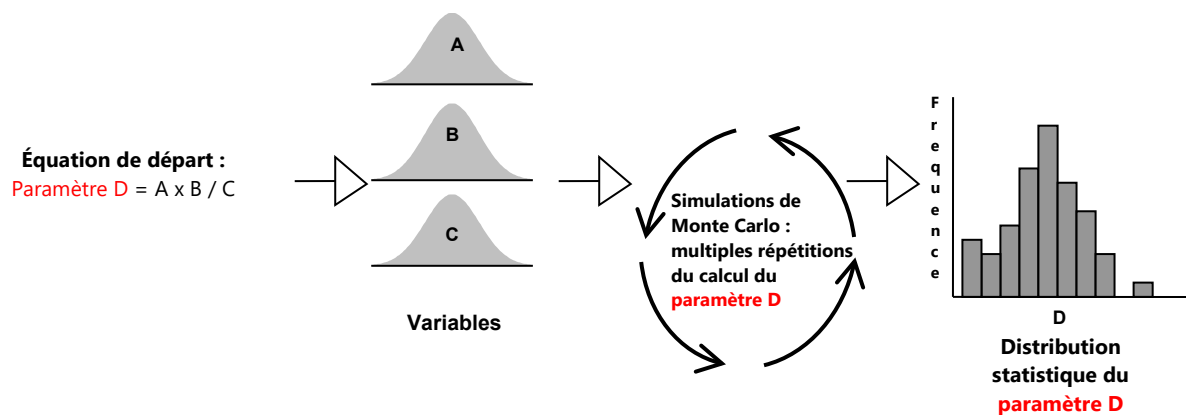 Équation de départ :
Paramètre D = A x B / C
A
B
C
Variables
Simulations de
Monte Carlo :
multiples répétitions
du calcul du
paramètre D
F
r
e
q
u
e
n
c
e
D
Distribution
statistique du
paramètre D